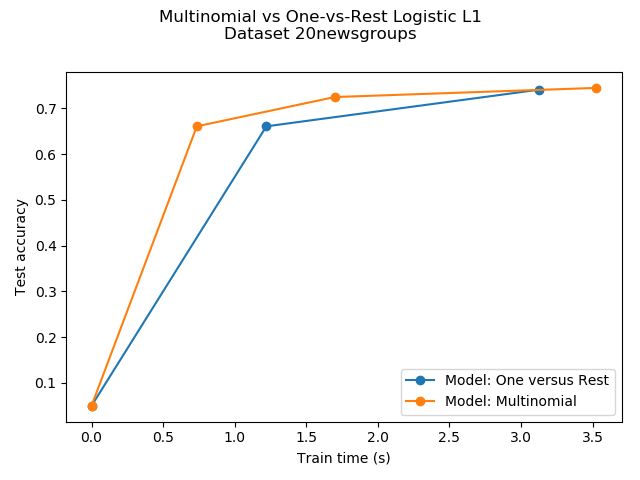 Multinomial vs One-vs-Rest Logistic L1
Dataset 20newsgroups
Test accuracy
0.7
0.6
0.5
0.4
0.3
0.2
0.1
Model: One versus Rest
Model: Multinomial
0.0 0.5 1.0 1.5 2.0 2.5 3.0 3.5
Train time (s)